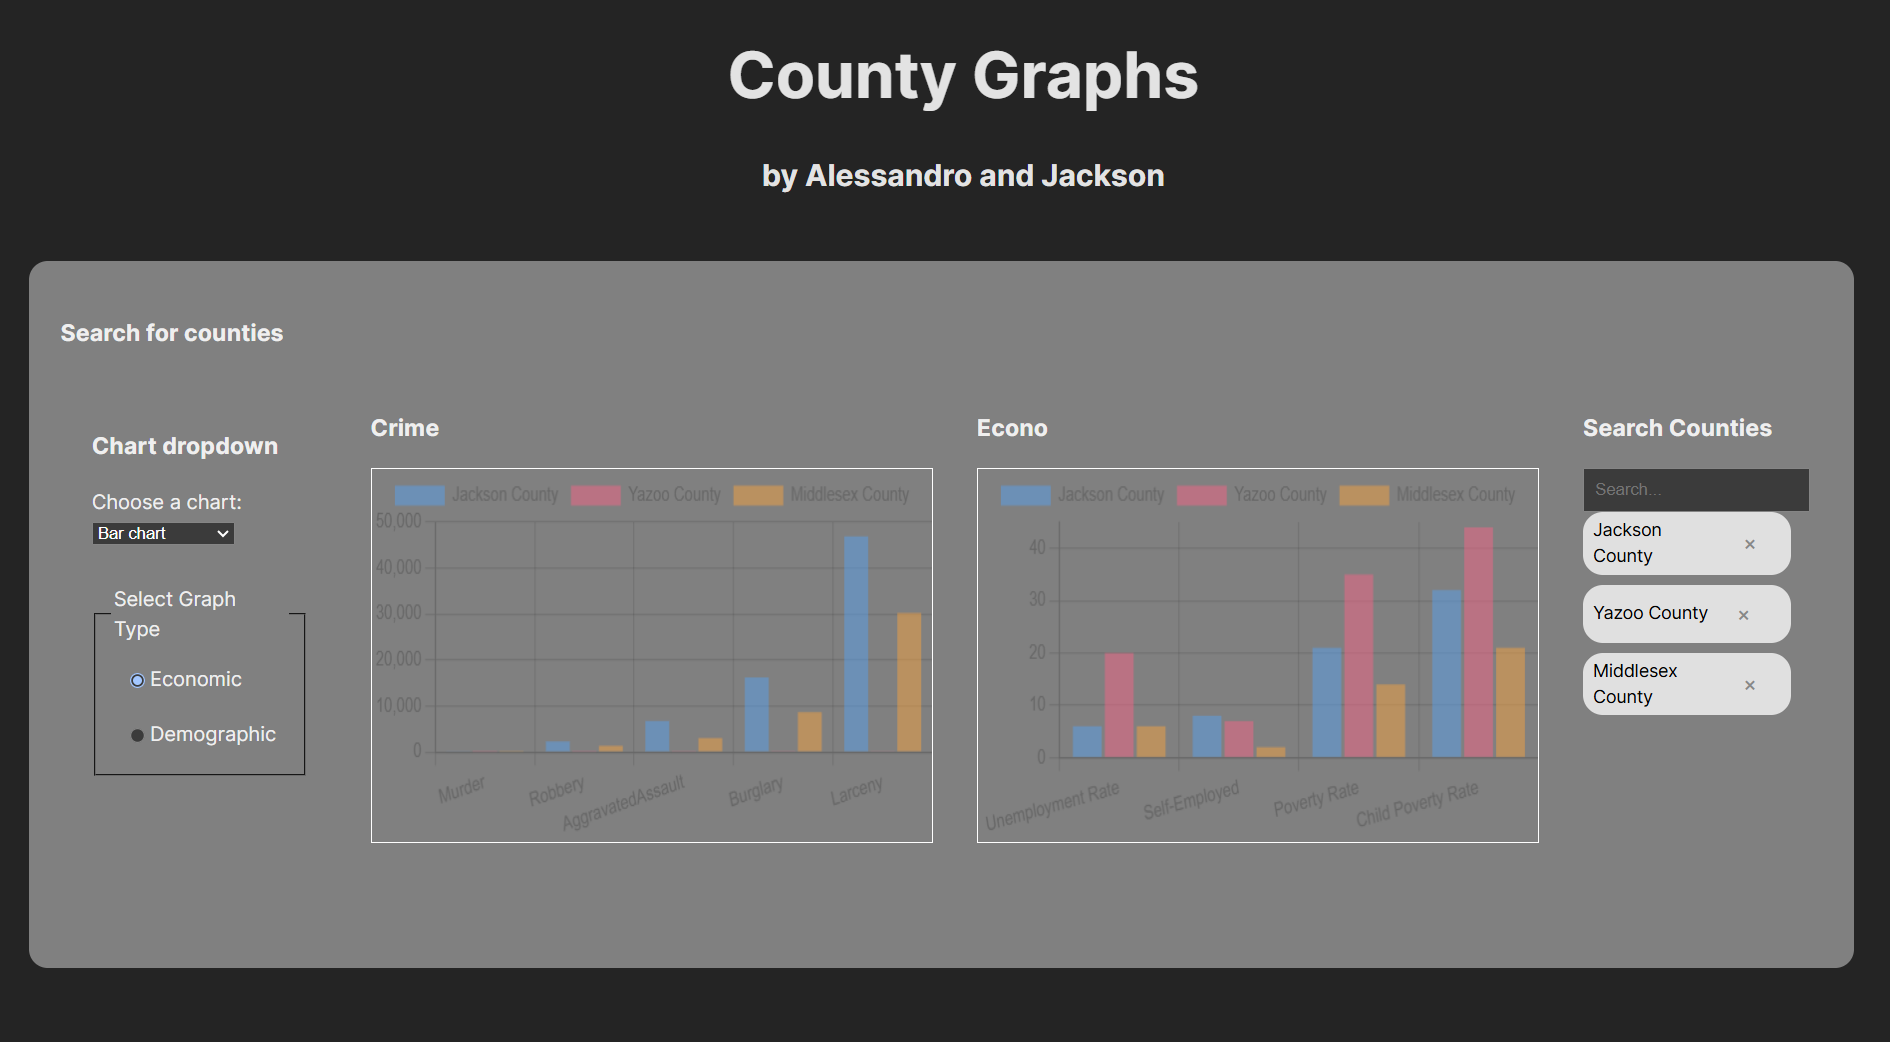 County Graphs
by Alessandro and Jackson
Search for counties
Chart dropdown
Choose a chart:
Bar chart
Select Graph
Type
Economic
Demographic
Crime
Jackson County Yazoo County Middlesex County
50,000
40,000
30,000
20,000
10,000
0
Murder Robbery AggravatedAssault Burglary Larceny
Econo
Jackson County Yazoo County Middlesex County
40
30
20
10
0
Unemployment Rate Self-Employed Poverty Rate Child Poverty Rate
Search Counties
Search...
Jackson
County ×
Yazoo County ×
Middlesex
County ×